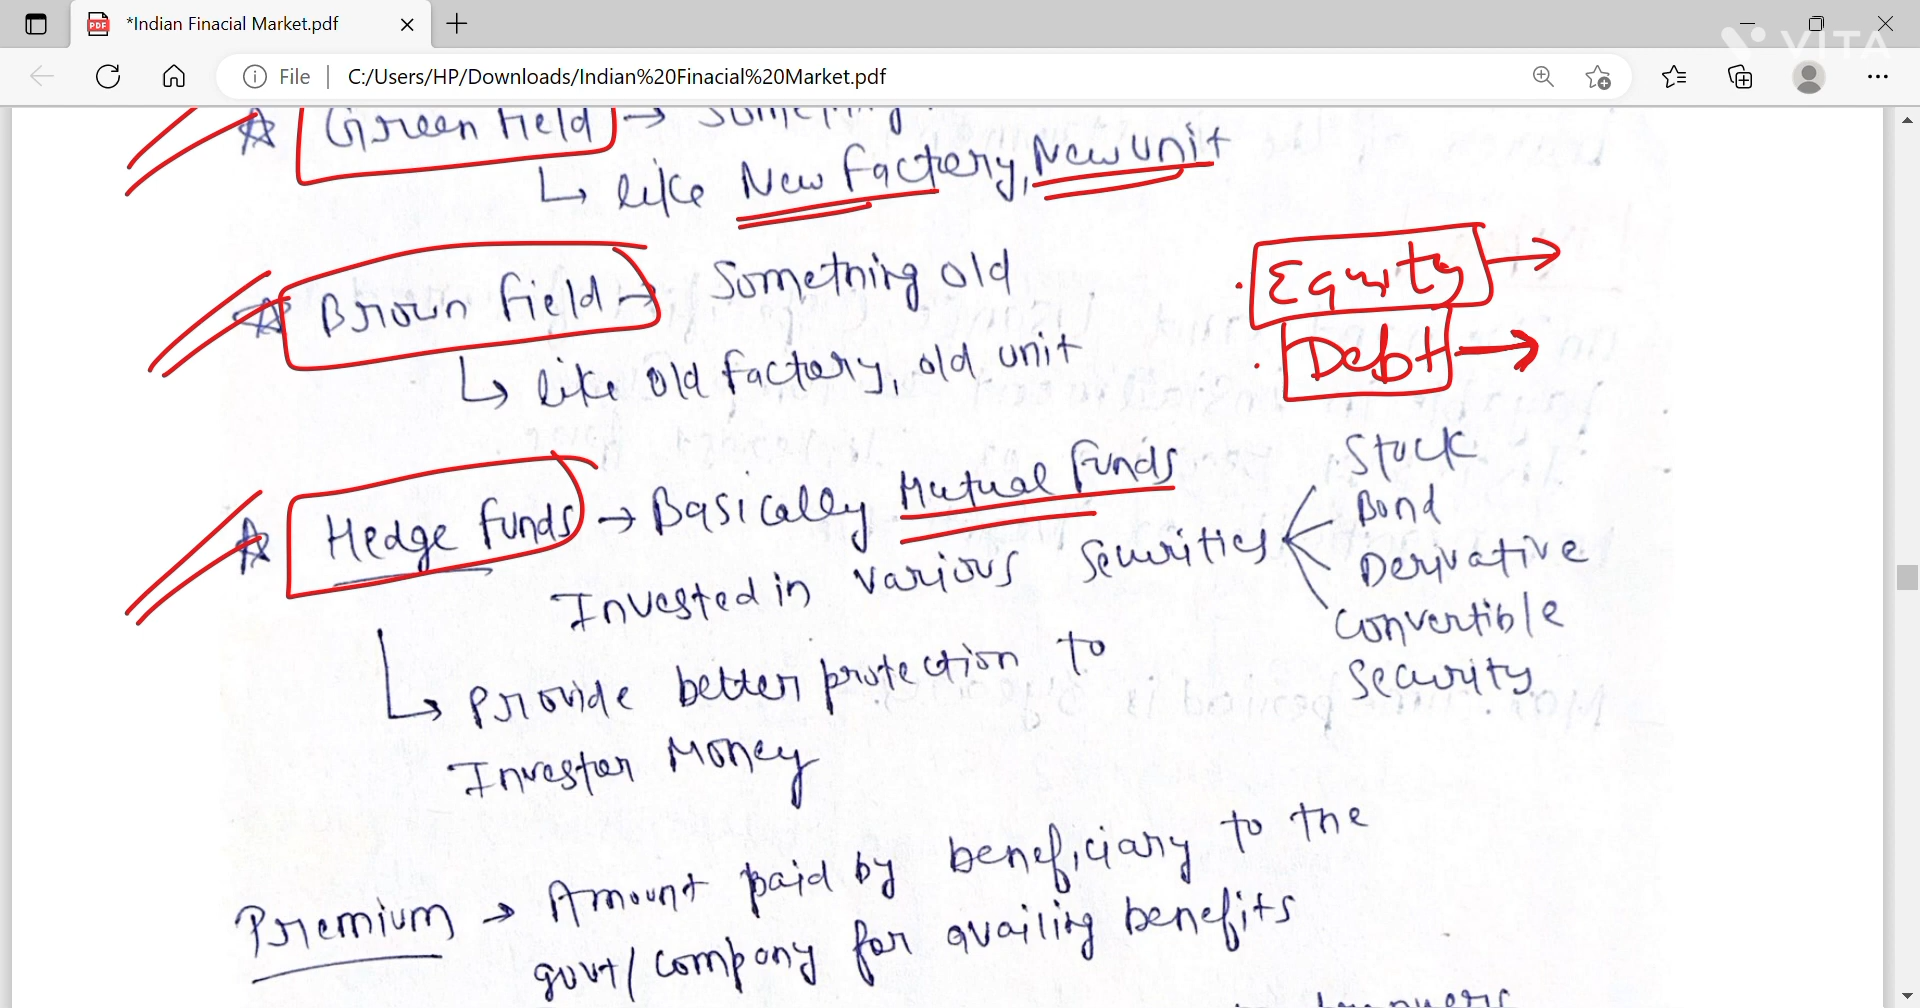 *Indian Finacial Market.pdf
VITA
File
C:/Users/HP/Downloads/Indian%20Finacial%20Market.pdf
☆ Green field →
↳ like New factory, New unit
☆ Brown field → Something old
↳ like old factory, old unit
. Equity →
. Debt →
☆ Hedge funds → Basically Mutual funds
Invested in various Securities
Stock
Bond
Derivative
Convertible
Security
↳ Provide better protection to
Investor Money
Premium → Amount paid by beneficiary to the
govt/company for availing benefits